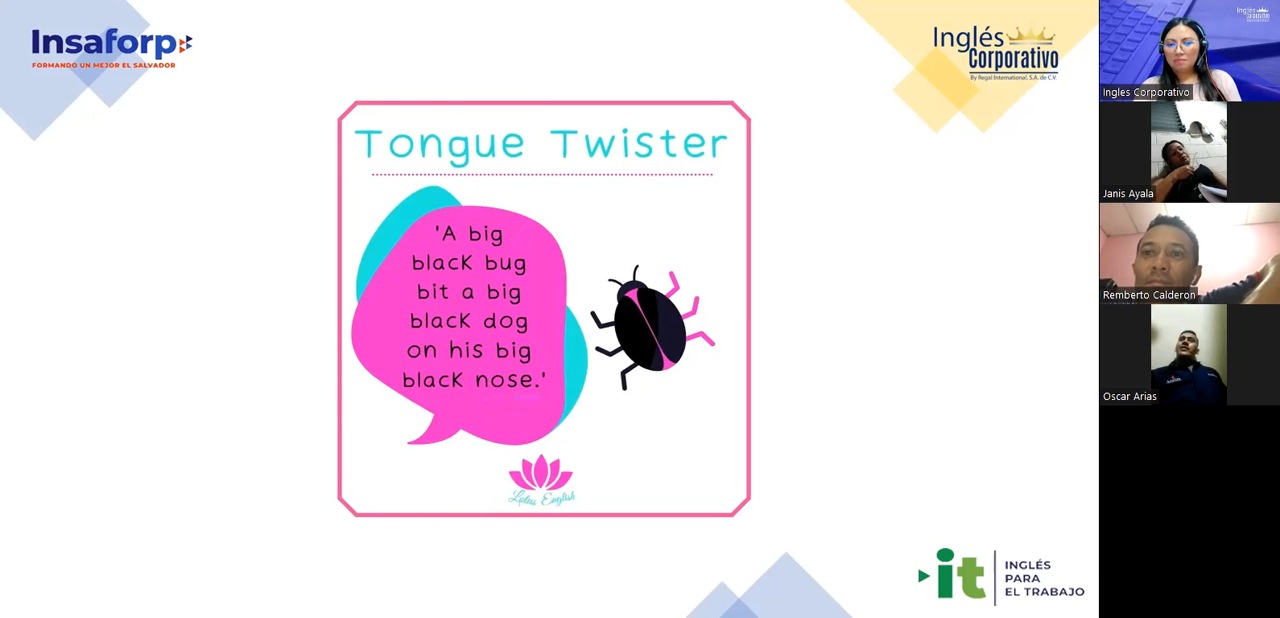 Insaforp
FORMANDO UN MEJOR EL SALVADOR
Inglés
Corporativo
By Regal International, S.A. de C.V.
Tongue Twister
'A big
black bug
bit a big
black dog
on his big
black nose.'
Lotus English
it
INGLÉS
PARA
EL TRABAJO
Ingles Corporativo
Janis Ayala
Remberto Calderon
Oscar Arias